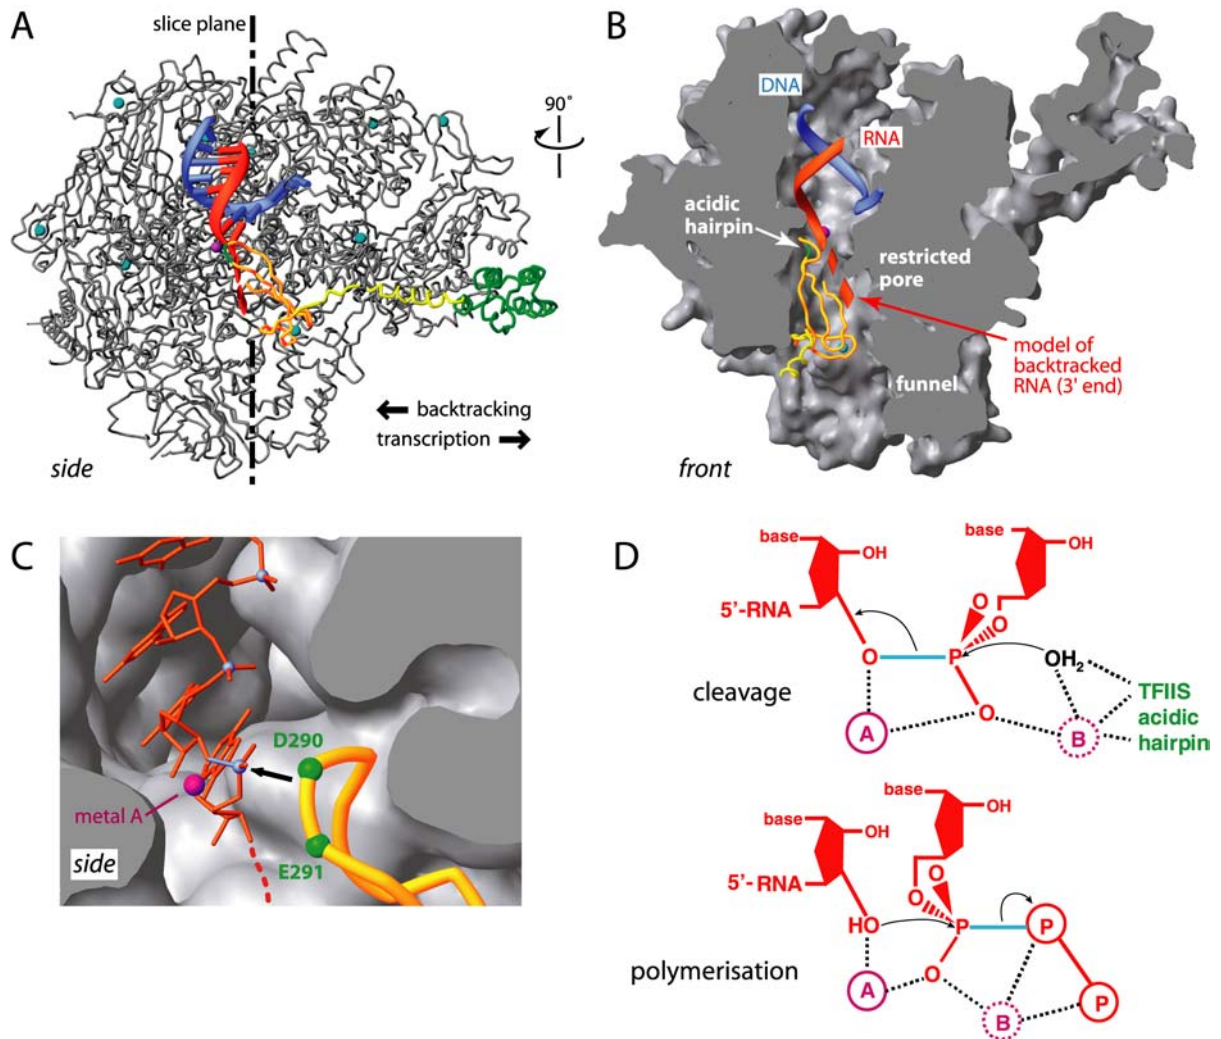 A
slice plane
90°
backtracking
transcription
side
B
DNA
RNA
acidic
hairpin
restricted
pore
model of
backtracked
RNA (3' end)
funnel
front
C
D290
metal A
E291
side
D
base
OH
base
OH
5'-RNA
O
O
O
P
OH2
cleavage
O
TFIIS
acidic
hairpin
A
B
base
OH
base
OH
5'-RNA
O
O
HO
P
P
polymerisation
O
A
B
P